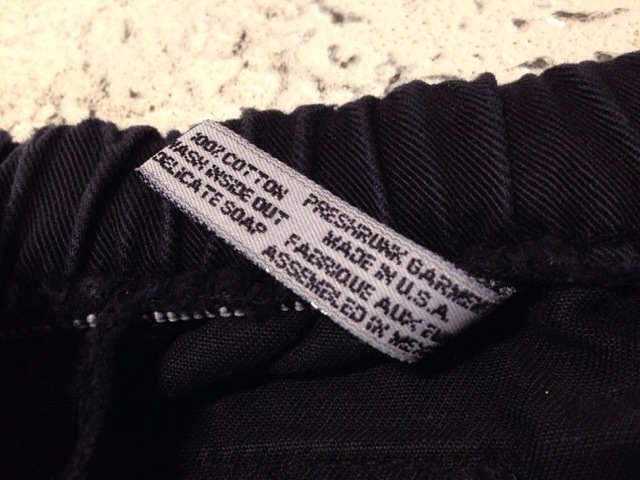 100% COTTON
WASH INSIDE OUT
DELICATE SOAP
PRESHRUNK
MADE IN U.S.A
FABRIQUE AUX
ASSEMBLED IN